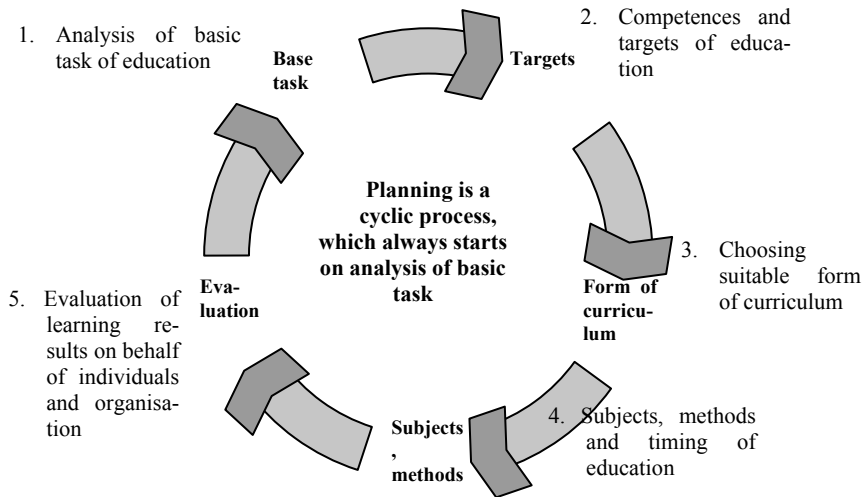 1. Analysis of basic
task of education
Base
task
Targets
2. Competences and
targets of educa-
tion
Planning is a
cyclic process,
which always starts
on analysis of basic
task
3. Choosing
suitable form
of curriculum
Form of
curricu-
lum
4. Subjects, methods
and timing of
education
Subjects
,
methods
Eva-
luation
5. Evaluation of
learning re-
sults on behalf
of individuals
and organisa-
tion